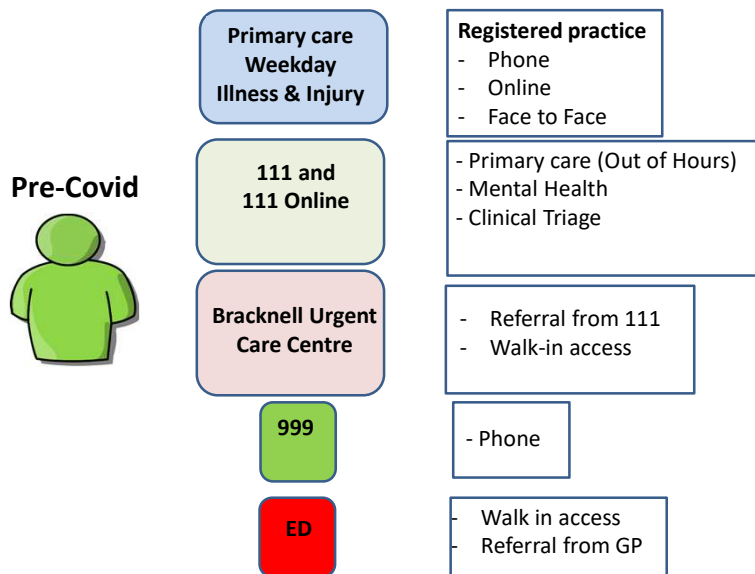 Pre-Covid
Primary care
Weekday
Illness & Injury
Registered practice
- Phone
- Online
- Face to Face
111 and
111 Online
- Primary care (Out of Hours)
- Mental Health
- Clinical Triage
Bracknell Urgent
Care Centre
- Referral from 111
- Walk-in access
999
- Phone
ED
- Walk in access
- Referral from GP